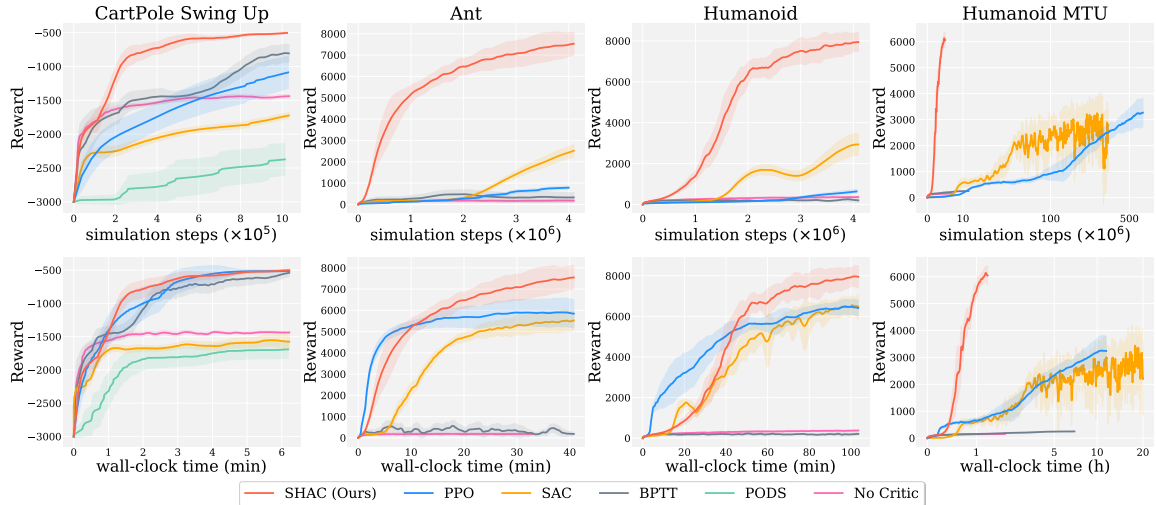 CartPole Swing Up
Ant
Humanoid
Humanoid MTU
Reward
−500
−1000
−1500
−2000
−2500
−3000
0 2 4 6 8 10
simulation steps (×10⁵)
Reward
8000
7000
6000
5000
4000
3000
2000
1000
0
0 1 2 3 4
simulation steps (×10⁶)
Reward
8000
6000
4000
2000
0
0 1 2 3 4
simulation steps (×10⁶)
Reward
6000
5000
4000
3000
2000
1000
0
0 10 100 500
simulation steps (×10⁶)
Reward
−500
−1000
−1500
−2000
−2500
−3000
0 1 2 3 4 5 6
wall-clock time (min)
Reward
8000
7000
6000
5000
4000
3000
2000
1000
0
0 10 20 30 40
wall-clock time (min)
Reward
8000
6000
4000
2000
0
0 20 40 60 80 100
wall-clock time (min)
Reward
6000
5000
4000
3000
2000
1000
0
0 1 5 10 20
wall-clock time (h)
SHAC (Ours) PPO SAC BPTT PODS No Critic